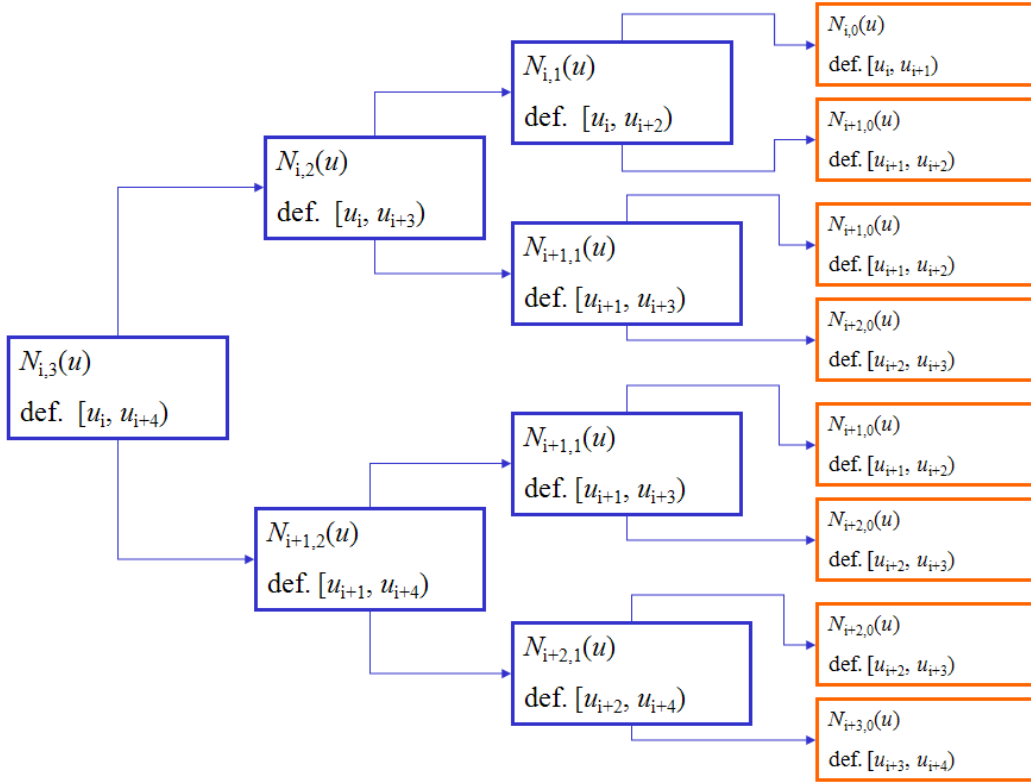 N_{i,3}(u)
def. [u_i, u_{i+4})
N_{i,2}(u)
def. [u_i, u_{i+3})
N_{i+1,2}(u)
def. [u_{i+1}, u_{i+4})
N_{i,1}(u)
def. [u_i, u_{i+2})
N_{i+1,1}(u)
def. [u_{i+1}, u_{i+3})
N_{i+1,1}(u)
def. [u_{i+1}, u_{i+3})
N_{i+2,1}(u)
def. [u_{i+2}, u_{i+4})
N_{i,0}(u)
def. [u_i, u_{i+1})
N_{i+1,0}(u)
def. [u_{i+1}, u_{i+2})
N_{i+1,0}(u)
def. [u_{i+1}, u_{i+2})
N_{i+2,0}(u)
def. [u_{i+2}, u_{i+3})
N_{i+1,0}(u)
def. [u_{i+1}, u_{i+2})
N_{i+2,0}(u)
def. [u_{i+2}, u_{i+3})
N_{i+2,0}(u)
def. [u_{i+2}, u_{i+3})
N_{i+3,0}(u)
def. [u_{i+3}, u_{i+4})